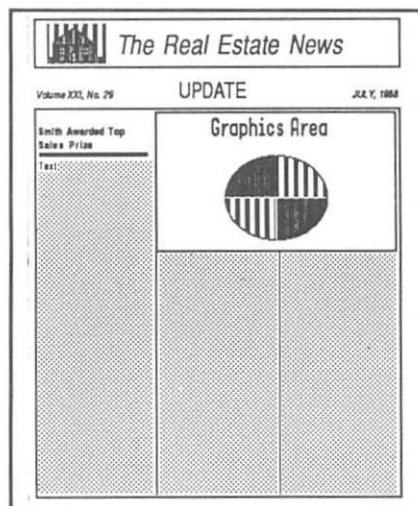 The Real Estate News
Volume XXI, No. 29
UPDATE
JULY, 1988
Smith Awarded Top
Sales Prize
Text:
Graphics Area